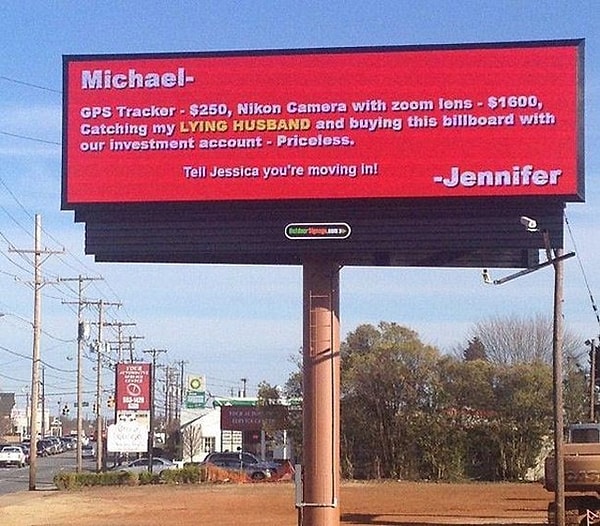 Michael-
GPS Tracker - $250, Nikon Camera with zoom lens - $1600,
Catching my LYING HUSBAND and buying this billboard with
our investment account - Priceless.
Tell Jessica you're moving in!
-Jennifer